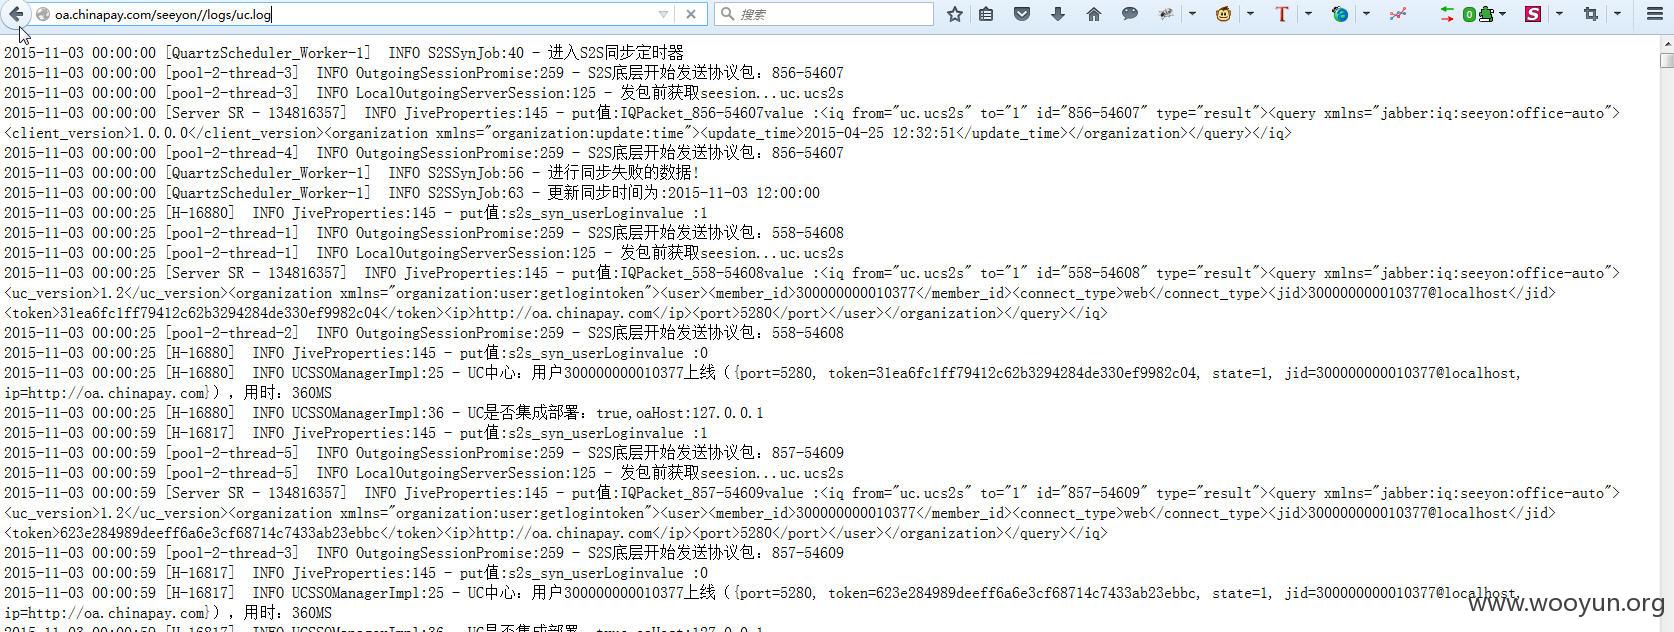 oa.chinapay.com/seeyon//logs/uc.log 搜索
2015-11-03 00:00:00 [QuartzScheduler_Worker-1]  INFO S2SSynJob:40 - 进入S2S同步定时器
2015-11-03 00:00:00 [pool-2-thread-3]  INFO OutgoingSessionPromise:259 - S2S底层开始发送协议包：856-54607
2015-11-03 00:00:00 [pool-2-thread-3]  INFO LocalOutgoingServerSession:125 - 发包前获取seesion...uc.ucs2s
2015-11-03 00:00:00 [Server SR - 134816357]  INFO JiveProperties:145 - put值:IQPacket_856-54607value :<iq from="uc.ucs2s" to="1" id="856-54607" type="result"><query xmlns="jabber:iq:seeyon:office-auto">
<client_version>1.0.0.0</client_version><organization xmlns="organization:update:time"><update_time>2015-04-25 12:32:51</update_time></organization></query></iq>
2015-11-03 00:00:00 [pool-2-thread-4]  INFO OutgoingSessionPromise:259 - S2S底层开始发送协议包：856-54607
2015-11-03 00:00:00 [QuartzScheduler_Worker-1]  INFO S2SSynJob:56 - 进行同步失败的数据!
2015-11-03 00:00:00 [QuartzScheduler_Worker-1]  INFO S2SSynJob:63 - 更新同步时间为:2015-11-03 12:00:00
2015-11-03 00:00:25 [H-16880]  INFO JiveProperties:145 - put值:s2s_syn_userLoginvalue :1
2015-11-03 00:00:25 [pool-2-thread-1]  INFO OutgoingSessionPromise:259 - S2S底层开始发送协议包：558-54608
2015-11-03 00:00:25 [pool-2-thread-1]  INFO LocalOutgoingServerSession:125 - 发包前获取seesion...uc.ucs2s
2015-11-03 00:00:25 [Server SR - 134816357]  INFO JiveProperties:145 - put值:IQPacket_558-54608value :<iq from="uc.ucs2s" to="1" id="558-54608" type="result"><query xmlns="jabber:iq:seeyon:office-auto">
<uc_version>1.2</uc_version><organization xmlns="organization:user:getlogintoken"><user><member_id>300000000010377</member_id><connect_type>web</connect_type><jid>300000000010377@localhost</jid>
<token>31ea6fc1ff79412c62b3294284de330ef9982c04</token><ip>http://oa.chinapay.com</ip><port>5280</port></user></organization></query></iq>
2015-11-03 00:00:25 [pool-2-thread-2]  INFO OutgoingSessionPromise:259 - S2S底层开始发送协议包：558-54608
2015-11-03 00:00:25 [H-16880]  INFO JiveProperties:145 - put值:s2s_syn_userLoginvalue :0
2015-11-03 00:00:25 [H-16880]  INFO UCSSOManagerImpl:25 - UC中心：用户300000000010377上线（{port=5280, token=31ea6fc1ff79412c62b3294284de330ef9982c04, state=1, jid=300000000010377@localhost,
ip=http://oa.chinapay.com}），用时：360MS
2015-11-03 00:00:25 [H-16880]  INFO UCSSOManagerImpl:36 - UC是否集成部署：true,oaHost:127.0.0.1
2015-11-03 00:00:59 [H-16817]  INFO JiveProperties:145 - put值:s2s_syn_userLoginvalue :1
2015-11-03 00:00:59 [pool-2-thread-5]  INFO OutgoingSessionPromise:259 - S2S底层开始发送协议包：857-54609
2015-11-03 00:00:59 [pool-2-thread-5]  INFO LocalOutgoingServerSession:125 - 发包前获取seesion...uc.ucs2s
2015-11-03 00:00:59 [Server SR - 134816357]  INFO JiveProperties:145 - put值:IQPacket_857-54609value :<iq from="uc.ucs2s" to="1" id="857-54609" type="result"><query xmlns="jabber:iq:seeyon:office-auto">
<uc_version>1.2</uc_version><organization xmlns="organization:user:getlogintoken"><user><member_id>300000000010377</member_id><connect_type>web</connect_type><jid>300000000010377@localhost</jid>
<token>623e284989deeff6a6e3cf68714c7433ab23ebbc</token><ip>http://oa.chinapay.com</ip><port>5280</port></user></organization></query></iq>
2015-11-03 00:00:59 [pool-2-thread-3]  INFO OutgoingSessionPromise:259 - S2S底层开始发送协议包：857-54609
2015-11-03 00:00:59 [H-16817]  INFO JiveProperties:145 - put值:s2s_syn_userLoginvalue :0
2015-11-03 00:00:59 [H-16817]  INFO UCSSOManagerImpl:25 - UC中心：用户300000000010377上线（{port=5280, token=623e284989deeff6a6e3cf68714c7433ab23ebbc, state=1, jid=300000000010377@localhost,
ip=http://oa.chinapay.com}），用时：360MS
www.wooyun.org
2015-11-03 00:00:59 [H-16817]  INFO UCSSOManagerImpl:36 - UC是否集成部署：true,oaHost:127.0.0.1